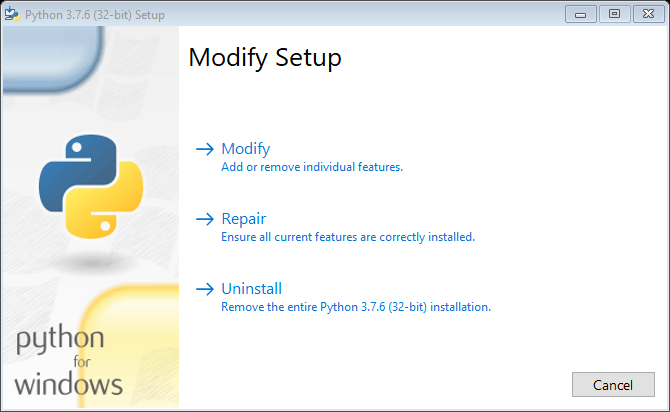 Python 3.7.6 (32-bit) Setup
Modify Setup
Modify
Add or remove individual features.
Repair
Ensure all current features are correctly installed.
Uninstall
Remove the entire Python 3.7.6 (32-bit) installation.
python
for
windows
Cancel